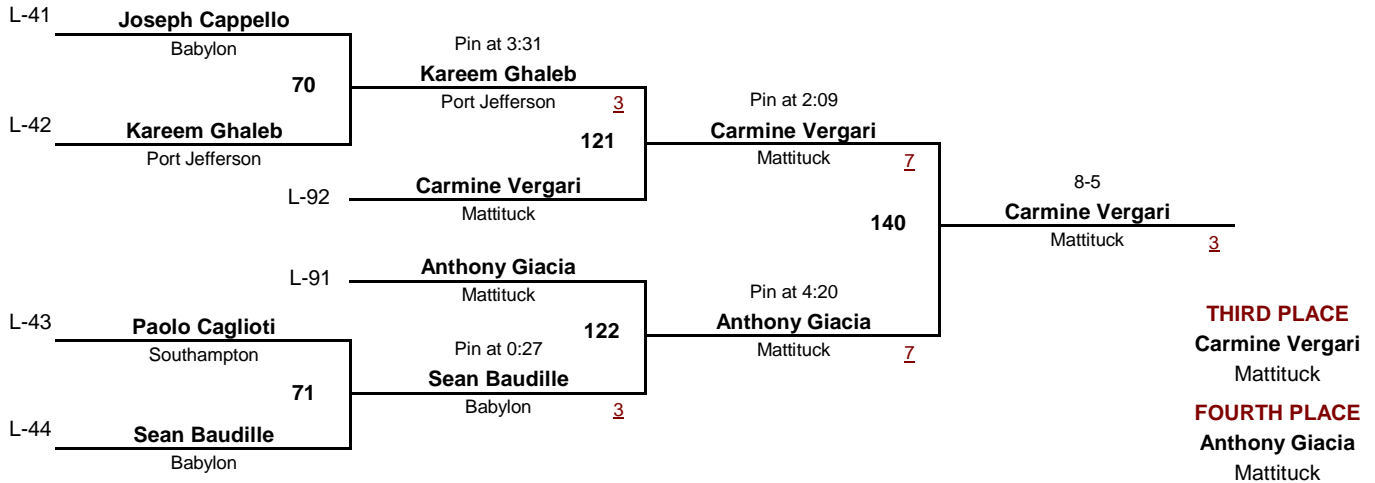 L-41
Joseph Cappello
Babylon
70
L-42
Kareem Ghaleb
Port Jefferson
Pin at 3:31
Kareem Ghaleb
Port Jefferson
3
121
L-92
Carmine Vergari
Mattituck
Pin at 2:09
Carmine Vergari
Mattituck
7
140
8-5
Carmine Vergari
Mattituck
3
L-91
Anthony Giacia
Mattituck
122
Pin at 4:20
Anthony Giacia
Mattituck
7
L-43
Paolo Caglioti
Southampton
71
Pin at 0:27
Sean Baudille
Babylon
3
L-44
Sean Baudille
Babylon
THIRD PLACE
Carmine Vergari
Mattituck
FOURTH PLACE
Anthony Giacia
Mattituck